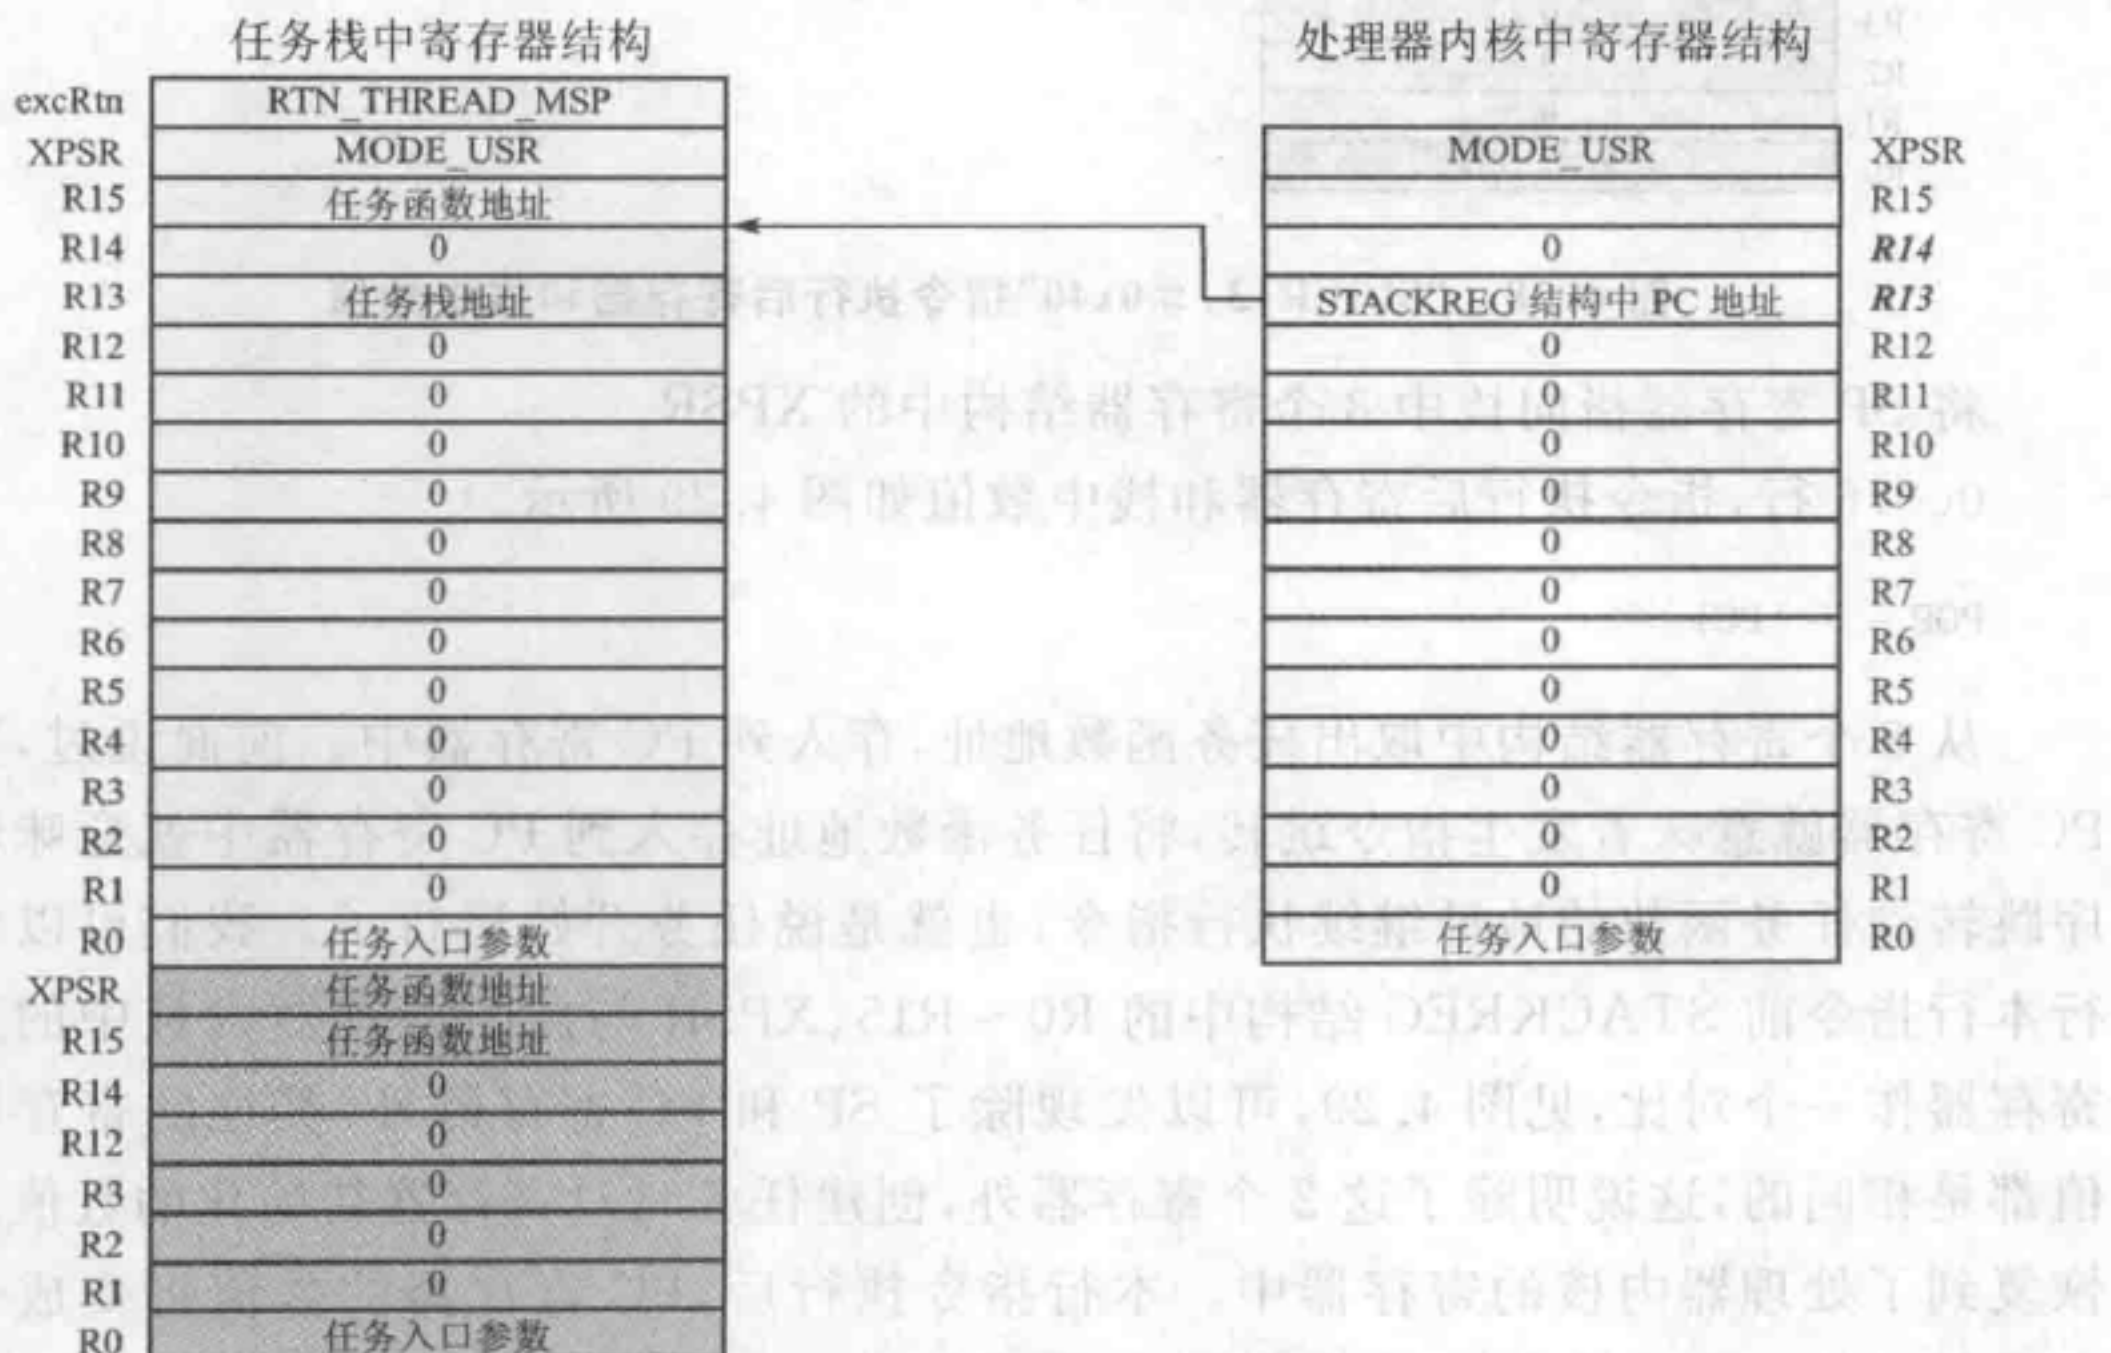 任务栈中寄存器结构
excRtn RTN_THREAD_MSP
XPSR MODE_USR
R15 任务函数地址
R14 0
R13 任务栈地址
R12 0
R11 0
R10 0
R9 0
R8 0
R7 0
R6 0
R5 0
R4 0
R3 0
R2 0
R1 0
R0 任务入口参数
XPSR 任务函数地址
R15 任务函数地址
R14 0
R12 0
R3 0
R2 0
R1 0
R0 任务入口参数
处理器内核中寄存器结构
MODE_USR XPSR
R15
0 R14
STACKREG 结构中 PC 地址 R13
0 R12
0 R11
0 R10
0 R9
0 R8
0 R7
0 R6
0 R5
0 R4
0 R3
0 R2
0 R1
任务入口参数 R0